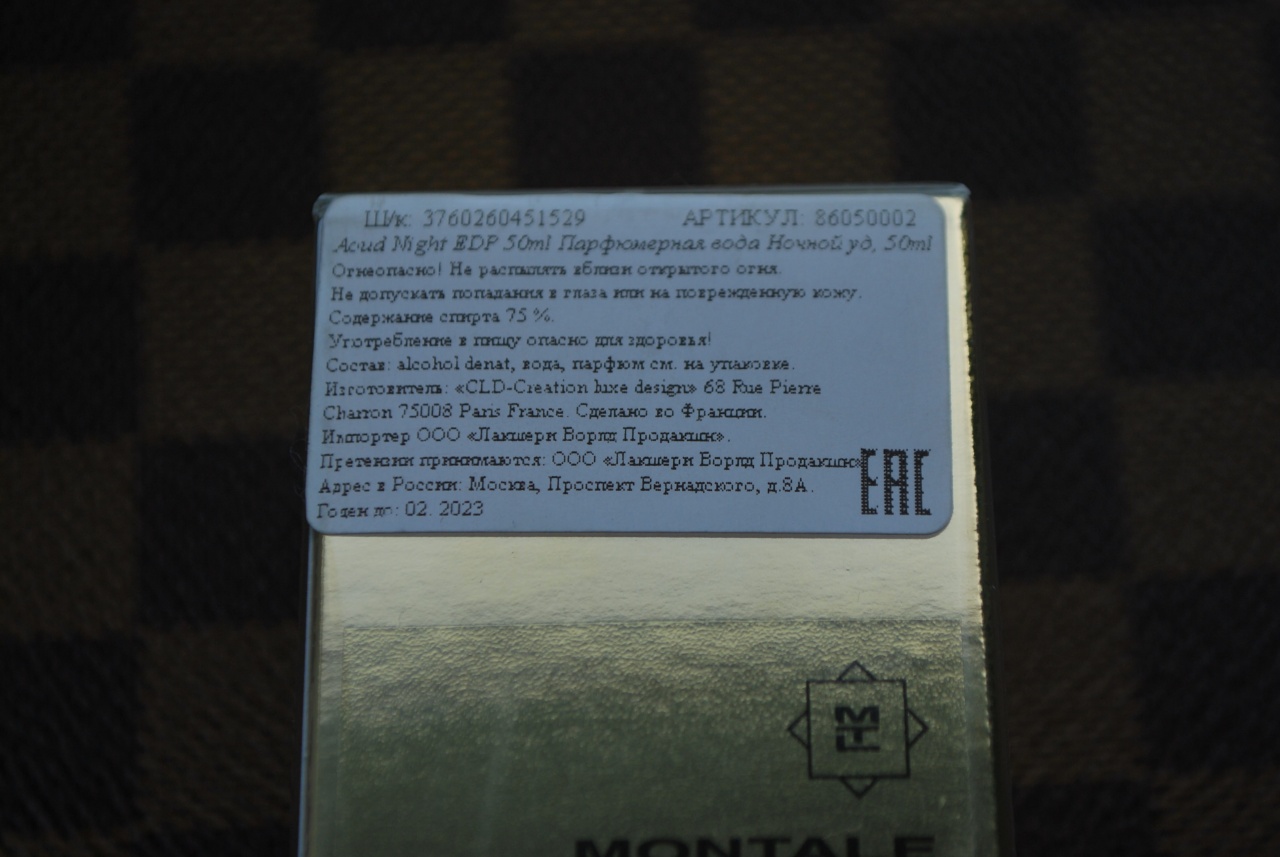 Ш/к: 3760260451529 АРТИКУЛ: 86050002
Aoud Night EDP 50ml Парфюмерная вода Ночной уд, 50ml
Огнеопасно! Не распылять вблизи открытого огня.
Не допускать попадания в глаза или на поврежденную кожу.
Содержание спирта 75 %.
Употребление в пищу опасно для здоровья!
Состав: alcohol denat, вода, парфюм см. на упаковке.
Изготовитель: «CLD-Creation luxe design» 68 Rue Pierre
Charron 75008 Paris France. Сделано во Франции.
Импортер ООО «Лакшери Ворлд Продакшн».
Претензии принимаются: ООО «Лакшери Ворлд Продакшн»
Адрес в России: Москва, Проспект Вернадского, д.8А.
Годен до: 02. 2023
EAC
MTL
MONTALE